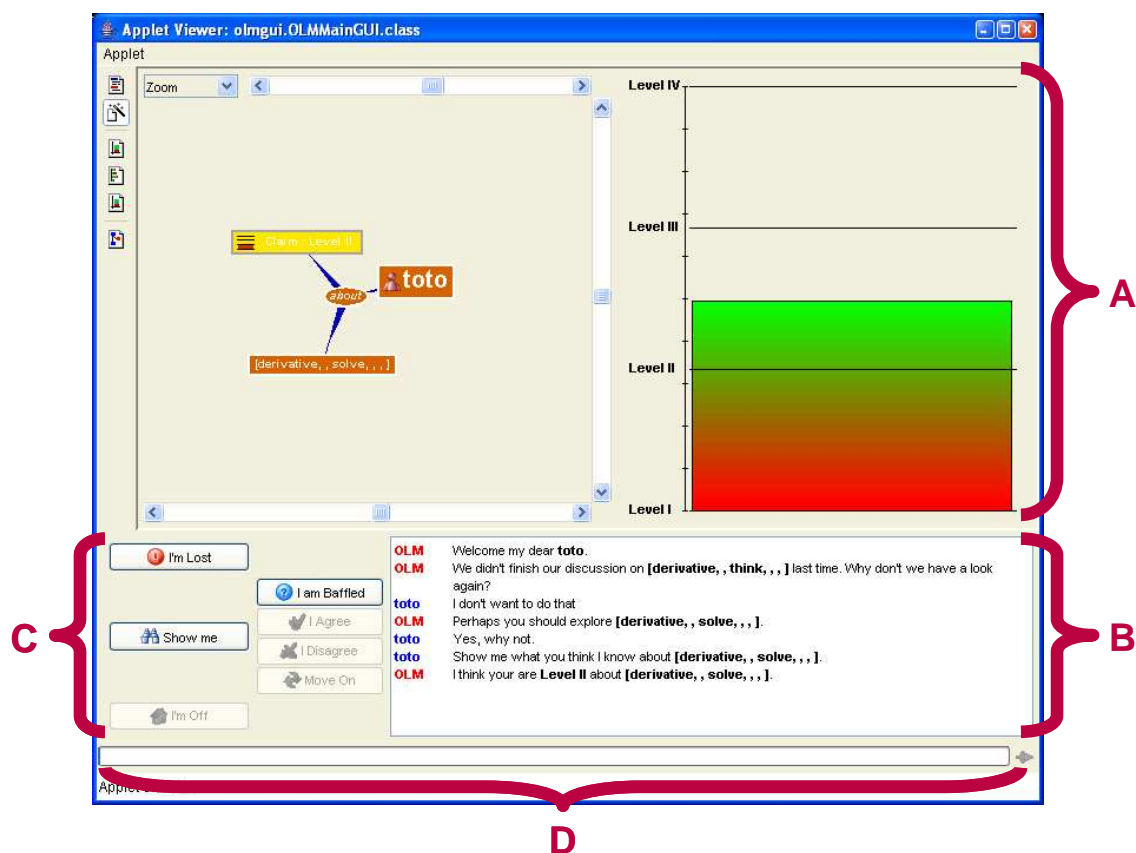 Applet Viewer: olmgui.OLMMainGUI.class
Applet
Zoom
Level IV
Level III
Level II
Level I
Claim : Level II
toto
about
[derivative, , solve, , , ]
A
I'm Lost
I am Baffled
I Agree
Show me
I Disagree
Move On
I'm Off
OLM Welcome my dear toto.
OLM We didn't finish our discussion on [derivative, , think, , , ] last time. Why don't we have a look
again?
toto I don't want to do that
OLM Perhaps you should explore [derivative, , solve, , , ].
toto Yes, why not.
toto Show me what you think I know about [derivative, , solve, , , ].
OLM I think your are Level II about [derivative, , solve, , , ].
C
B
Applet
D